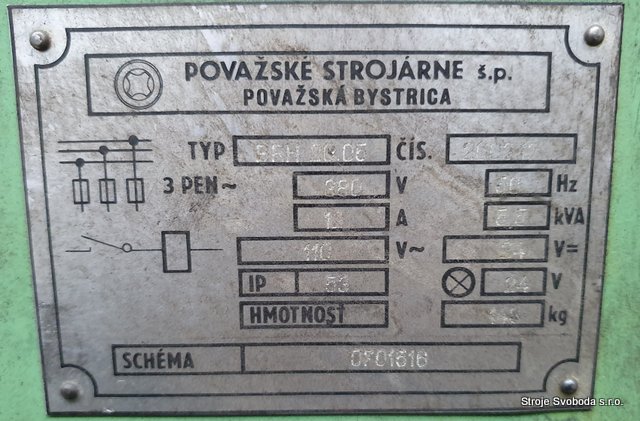 POVAŽSKÉ STROJÁRNE š.p.
POVAŽSKÁ BYSTRICA
TYP ČÍS.
3 PEN~ 380 V 50 Hz
A kVA
110 V~ 24 V=
IP 53 24 V
HMOTNOSŤ kg
SCHÉMA 0F01616
Stroje Svoboda s.r.o.